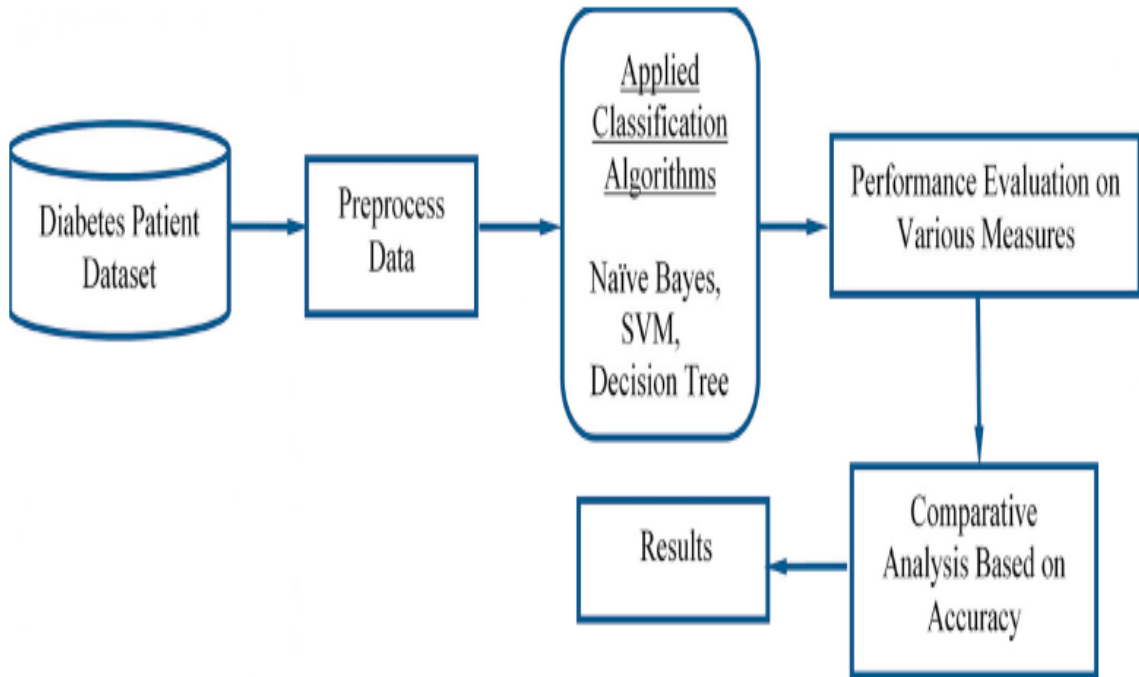 Diabetes Patient
Dataset
Preprocess
Data
Applied
Classification
Algorithms
Naïve Bayes,
SVM,
Decision Tree
Performance Evaluation on
Various Measures
Comparative
Analysis Based on
Accuracy
Results